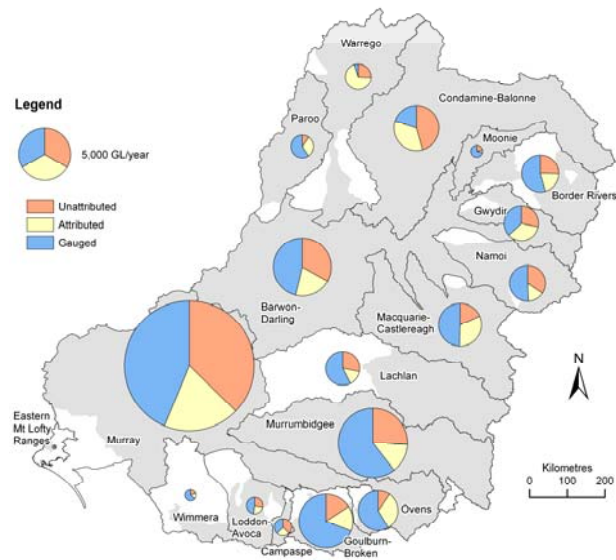 Warrego
Legend
Condamine-Balonne
Paroo
Moonie
5,000 GL/year
Border Rivers
Unattributed
Gwydir
Attributed
Gauged
Namoi
Barwon-
Darling
Macquarie-
Castlereagh
N
Lachlan
Eastern
Mt Lofty
Ranges
Murray
Murrumbidgee
Kilometres
0 100 200
Wimmera
Loddon-
Avoca
Campaspe
Goulburn-
Broken
Ovens